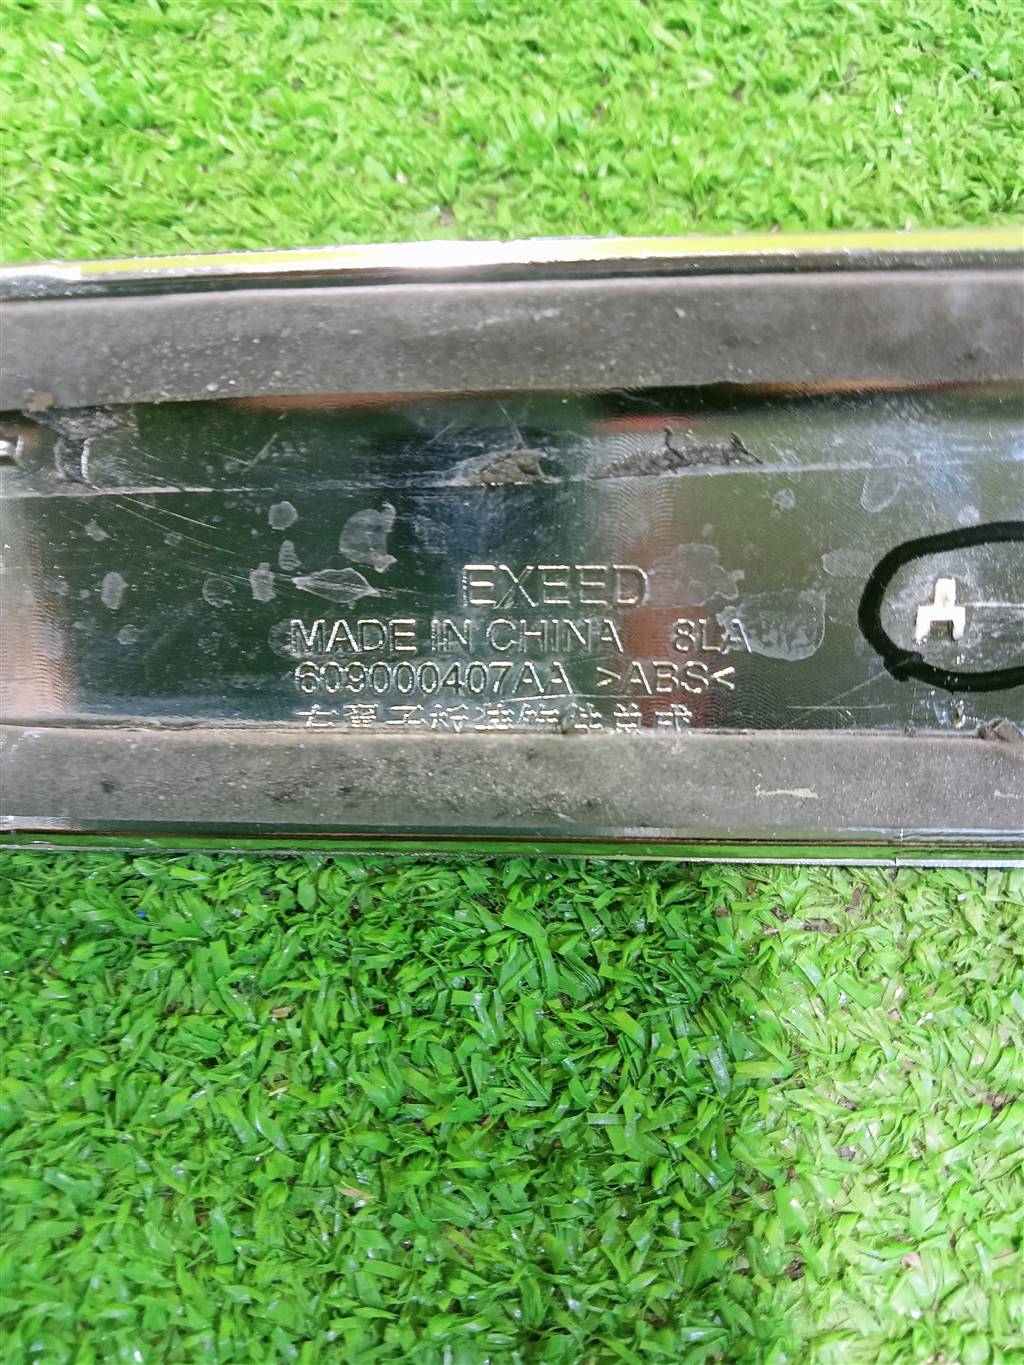 EXEED
MADE IN CHINA 8LA
609000407AA >ABS<